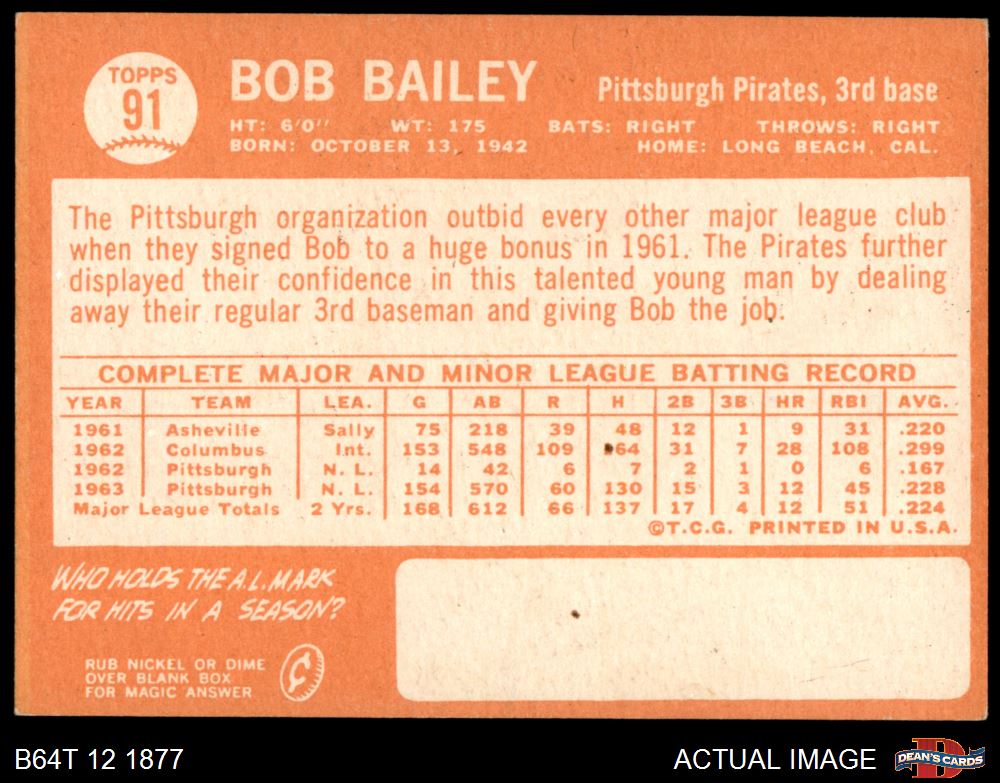 TOPPS
91
BOB BAILEY
Pittsburgh Pirates, 3rd base
HT: 6'0'' WT: 175 BATS: RIGHT THROWS: RIGHT
BORN: OCTOBER 13, 1942 HOME: LONG BEACH, CAL.
The Pittsburgh organization outbid every other major league club
when they signed Bob to a huge bonus in 1961. The Pirates further
displayed their confidence in this talented young man by dealing
away their regular 3rd baseman and giving Bob the job.
COMPLETE MAJOR AND MINOR LEAGUE BATTING RECORD
YEAR TEAM LEA. G AB R H 2B 3B HR RBI AVG.
1961 Asheville Sally 75 218 39 48 12 1 9 31 .220
1962 Columbus Int. 153 548 109 164 31 7 28 108 .299
1962 Pittsburgh N. L. 14 42 6 7 2 1 0 6 .167
1963 Pittsburgh N. L. 154 570 60 130 15 3 12 45 .228
Major League Totals 2 Yrs. 168 612 66 137 17 4 12 51 .224
©T.C.G. PRINTED IN U.S.A.
WHO HOLDS THE A.L. MARK
FOR HITS IN A SEASON?
RUB NICKEL OR DIME
OVER BLANK BOX
FOR MAGIC ANSWER
¢
B64T 12 1877
ACTUAL IMAGE
D
DEAN'S CARDS